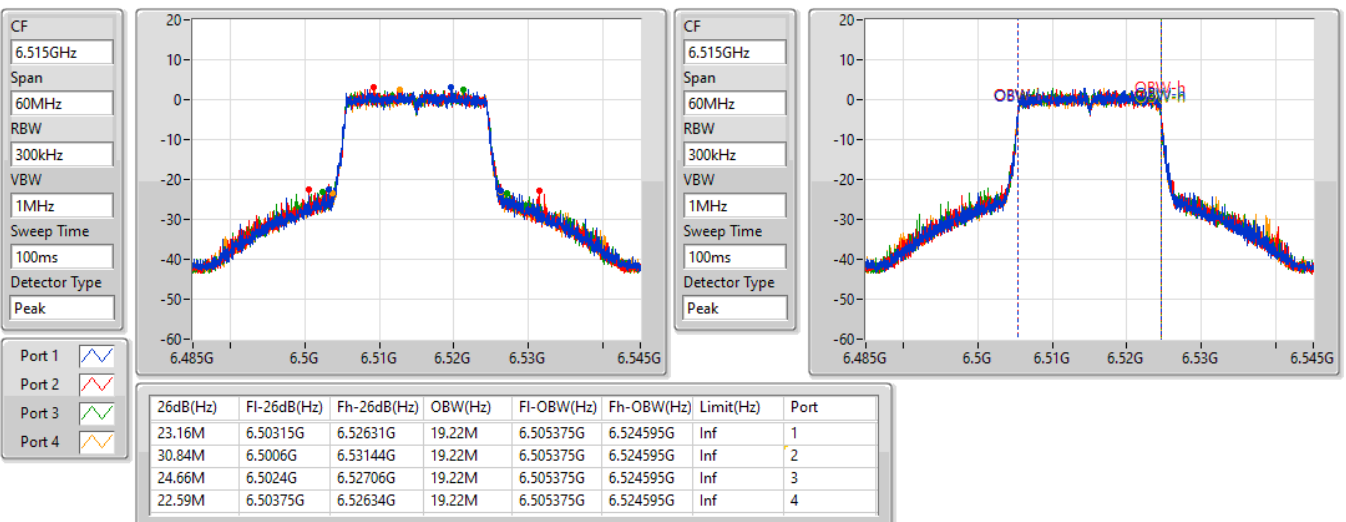 CF
6.515GHz
Span
60MHz
RBW
300kHz
VBW
1MHz
Sweep Time
100ms
Detector Type
Peak
Port 1
Port 2
Port 3
Port 4
20
10
0
-10
-20
-30
-40
-50
-60
6.485G 6.5G 6.51G 6.52G 6.53G 6.545G
CF
6.515GHz
Span
60MHz
RBW
300kHz
VBW
1MHz
Sweep Time
100ms
Detector Type
Peak
20
10
0
-10
-20
-30
-40
-50
-60
OBW-h
6.485G 6.5G 6.51G 6.52G 6.53G 6.545G
26dB(Hz) Fl-26dB(Hz) Fh-26dB(Hz) OBW(Hz) Fl-OBW(Hz) Fh-OBW(Hz) Limit(Hz) Port
23.16M 6.50315G 6.52631G 19.22M 6.505375G 6.524595G Inf 1
30.84M 6.5006G 6.53144G 19.22M 6.505375G 6.524595G Inf 2
24.66M 6.5024G 6.52706G 19.22M 6.505375G 6.524595G Inf 3
22.59M 6.50375G 6.52634G 19.22M 6.505375G 6.524595G Inf 4